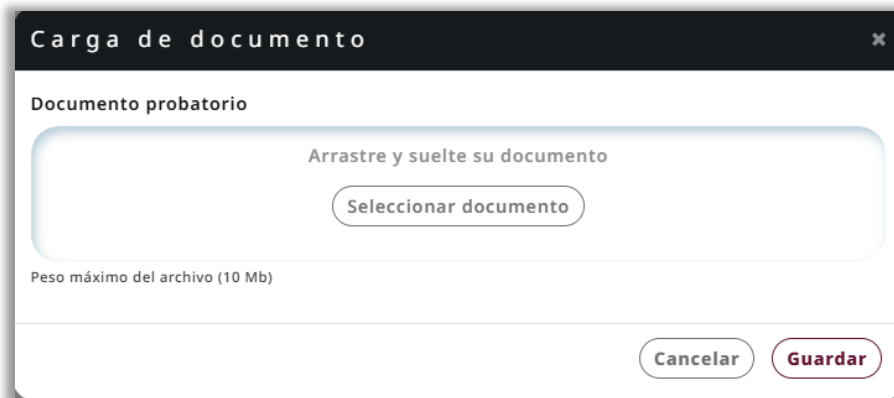 Carga de documento
Documento probatorio
Arrastre y suelte su documento
Seleccionar documento
Peso máximo del archivo (10 Mb)
Cancelar
Guardar